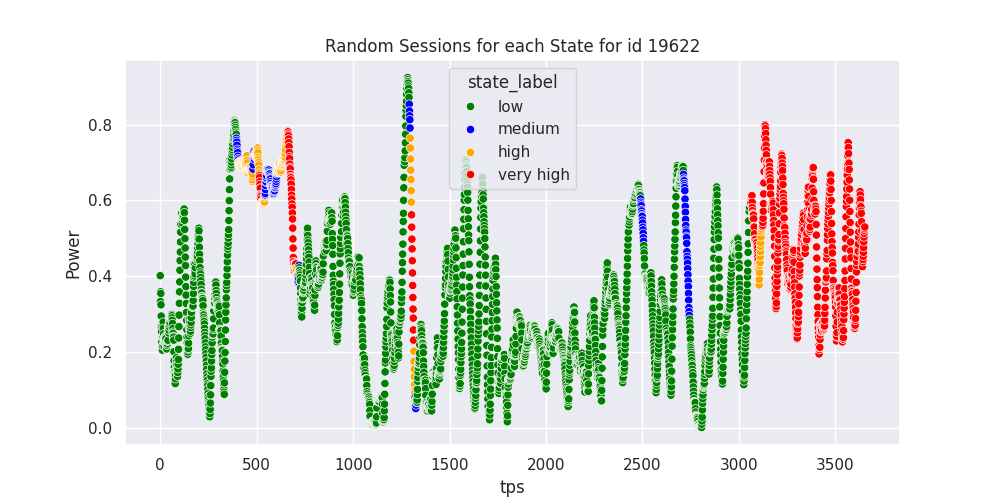 Random Sessions for each State for id 19622
state_label
low
medium
high
very high
Power
0.8
0.6
0.4
0.2
0.0
0 500 1000 1500 2000 2500 3000 3500
tps